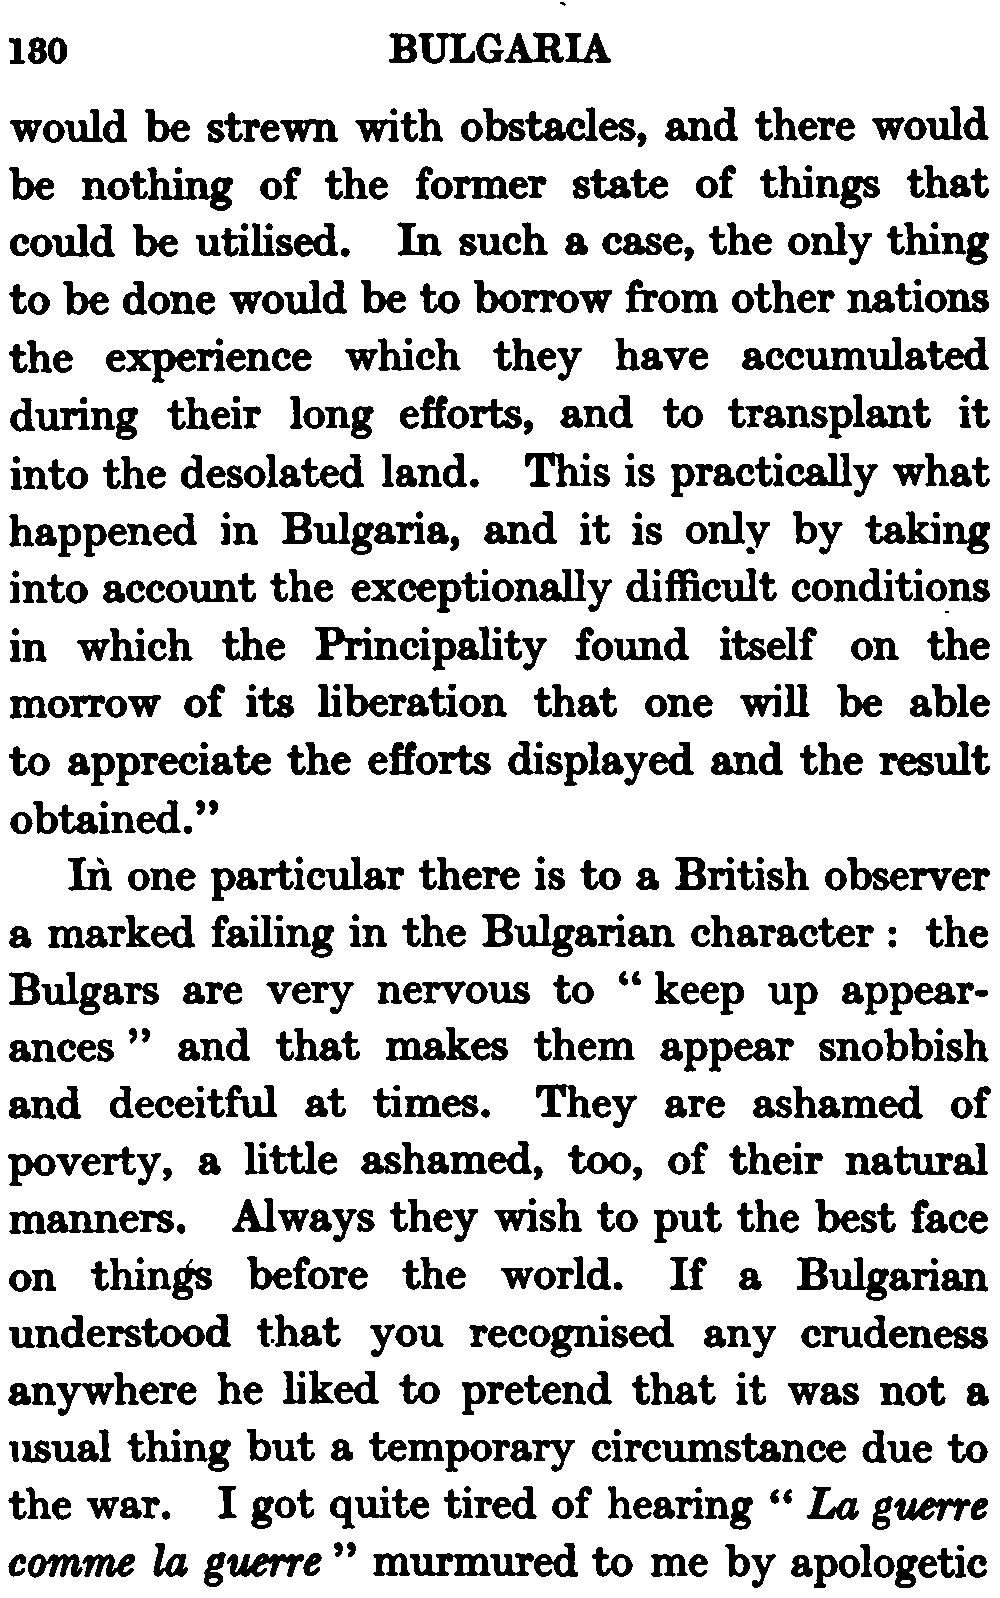 180 BULGARIA
would be strewn with obstacles, and there would
be nothing of the former state of things that
could be utilised. In such a case, the only thing
to be done would be to borrow from other nations
the experience which they have accumulated
during their long efforts, and to transplant it
into the desolated land. This is practically what
happened in Bulgaria, and it is only by taking
into account the exceptionally difficult conditions
in which the Principality found itself on the
morrow of its liberation that one will be able
to appreciate the efforts displayed and the result
obtained."
In one particular there is to a British observer
a marked failing in the Bulgarian character : the
Bulgars are very nervous to " keep up appear-
ances " and that makes them appear snobbish
and deceitful at times. They are ashamed of
poverty, a little ashamed, too, of their natural
manners. Always they wish to put the best face
on things before the world. If a Bulgarian
understood that you recognised any crudeness
anywhere he liked to pretend that it was not a
usual thing but a temporary circumstance due to
the war. I got quite tired of hearing " La guerre
comme la guerre " murmured to me by apologetic